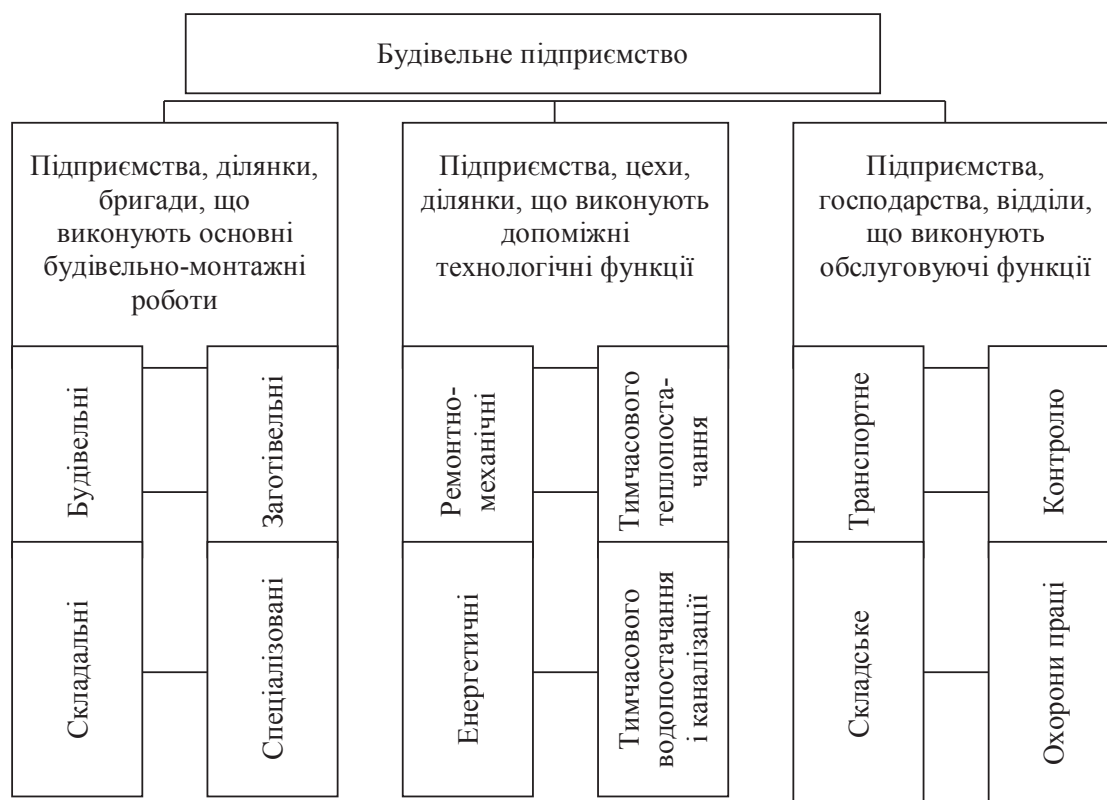 Будівельне підприємство
Підприємства, ділянки,
бригади, що
виконують основні
будівельно-монтажні
роботи
Підприємства, цехи,
ділянки, що виконують
допоміжні
технологічні функції
Підприємства,
господарства, відділи,
що виконують
обслуговуючі функції
Будівельні
Заготівельні
Ремонтно-
механічні
Тимчасового
теплопоста-
чання
Транспортне
Контролю
Складальні
Спеціалізовані
Енергетичні
Тимчасового
водопостачання
і каналізації
Складське
Охорони праці